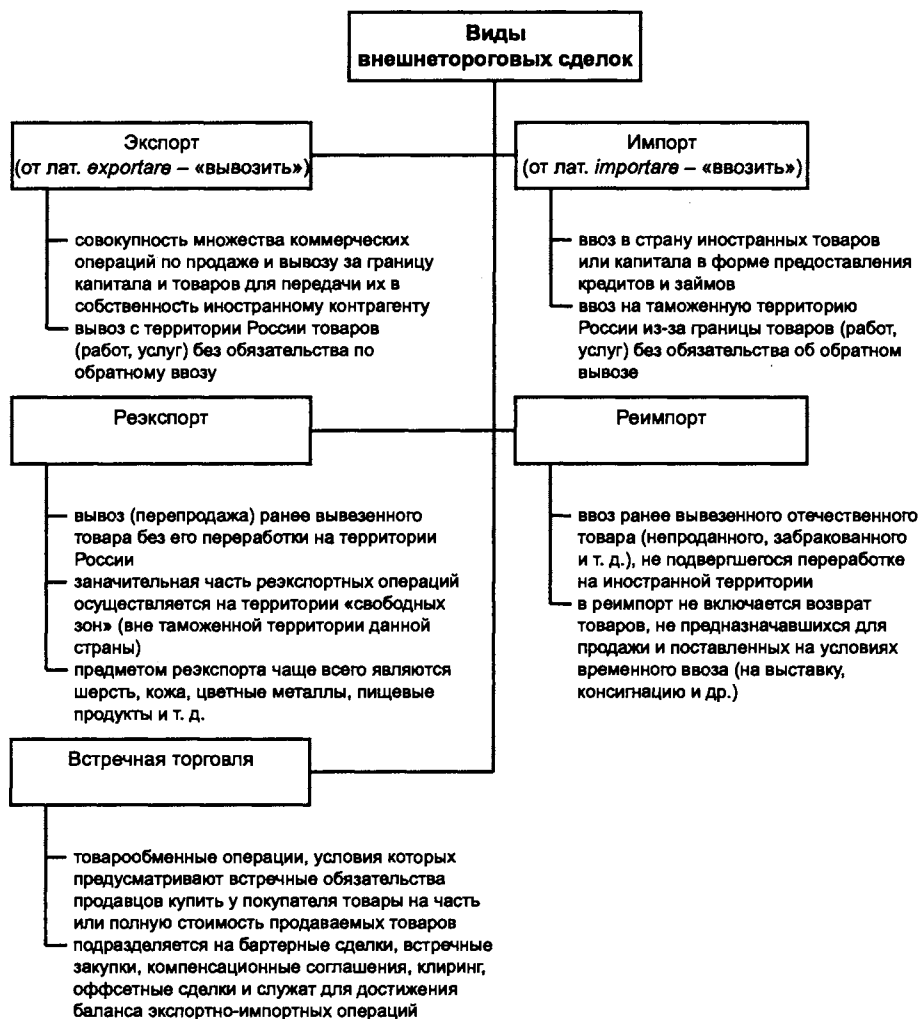 Виды
внешнетороговых сделок
Экспорт
(от лат. exportare – «вывозить»)
совокупность множества коммерческих
операций по продаже и вывозу за границу
капитала и товаров для передачи их в
собственность иностранному контрагенту
вывоз с территории России товаров
(работ, услуг) без обязательства по
обратному ввозу
Импорт
(от лат. importare – «ввозить»)
ввоз в страну иностранных товаров
или капитала в форме предоставления
кредитов и займов
ввоз на таможенную территорию
России из-за границы товаров (работ,
услуг) без обязательства об обратном
вывозе
Реэкспорт
вывоз (перепродажа) ранее вывезенного
товара без его переработки на территории
России
заначительная часть реэкспортных операций
осуществляется на территории «свободных
зон» (вне таможенной территории данной
страны)
предметом реэкспорта чаще всего являются
шерсть, кожа, цветные металлы, пищевые
продукты и т. д.
Реимпорт
ввоз ранее вывезенного отечественного
товара (непроданного, забракованного
и т. д.), не подвергшегося переработке
на иностранной территории
в реимпорт не включается возврат
товаров, не предназначавшихся для
продажи и поставленных на условиях
временного ввоза (на выставку,
консигнацию и др.)
Встречная торговля
товарообменные операции, условия которых
предусматривают встречные обязательства
продавцов купить у покупателя товары на часть
или полную стоимость продаваемых товаров
подразделяется на бартерные сделки, встречные
закупки, компенсационные соглашения, клиринг,
оффсетные сделки и служат для достижения
баланса экспортно-импортных операций